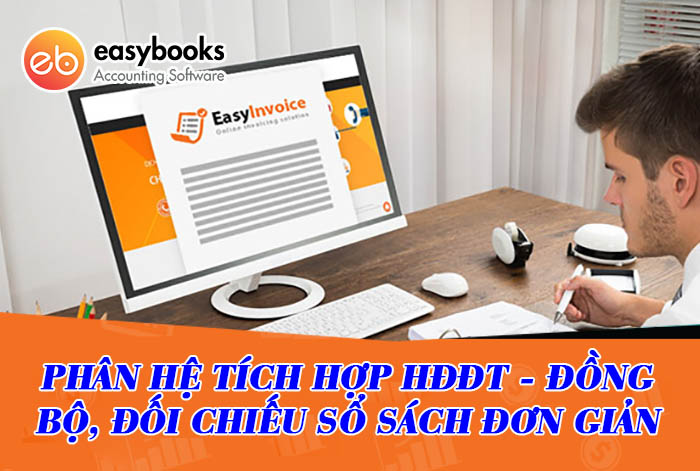 eb easybooks
Accounting Software
EasyInvoice
Online invoicing solution
PHÂN HỆ TÍCH HỢP HĐĐT - ĐỒNG
BỘ, ĐỐI CHIẾU SỔ SÁCH ĐƠN GIẢN